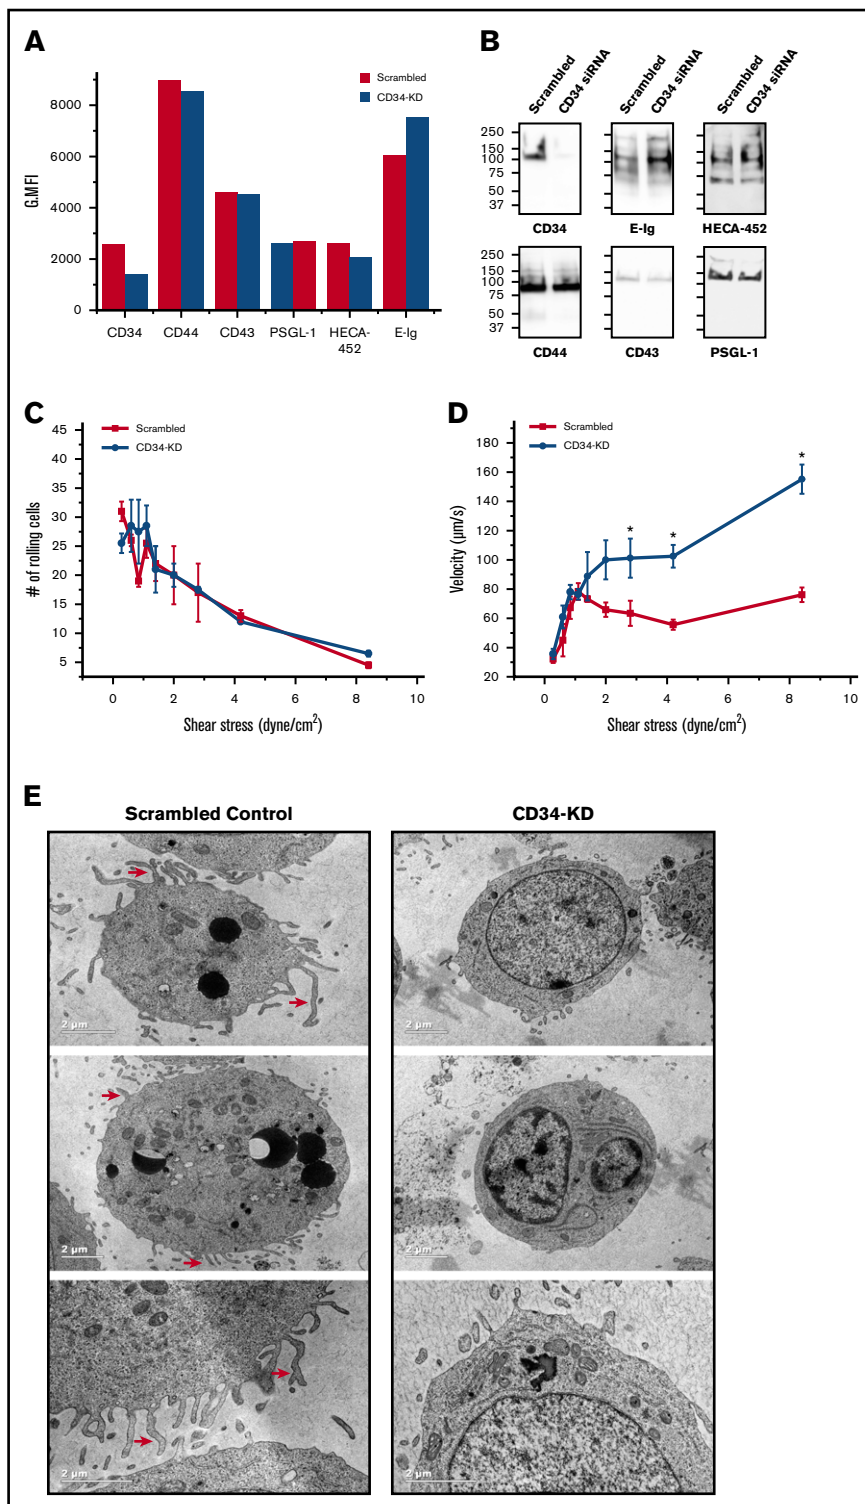 A
Scrambled
CD34-KD
G.M FI
8000
6000
4000
2000
0
CD34
CD44
CD43
PSGL-1
HECA-
452
E-Ig
B
Scrambled
CD34 siRNA
Scrambled
CD34 siRNA
Scrambled
CD34 siRNA
250
150
100
75
50
37
CD34
E-Ig
HECA-452
250
150
100
75
50
37
CD44
CD43
PSGL-1
C
Scrambled
CD34-KD
# of rolling cells
45
40
35
30
25
20
15
10
5
0
2
4
6
8
10
Shear stress (dyne/cm²)
D
Scrambled
CD34-KD
Velocity (µm/s)
180
160
140
120
100
80
60
40
20
*
*
*
0
2
4
6
8
10
Shear stress (dyne/cm²)
E
Scrambled Control
CD34-KD
2 µm
2 µm
2 µm
2 µm
2 µm
2 µm